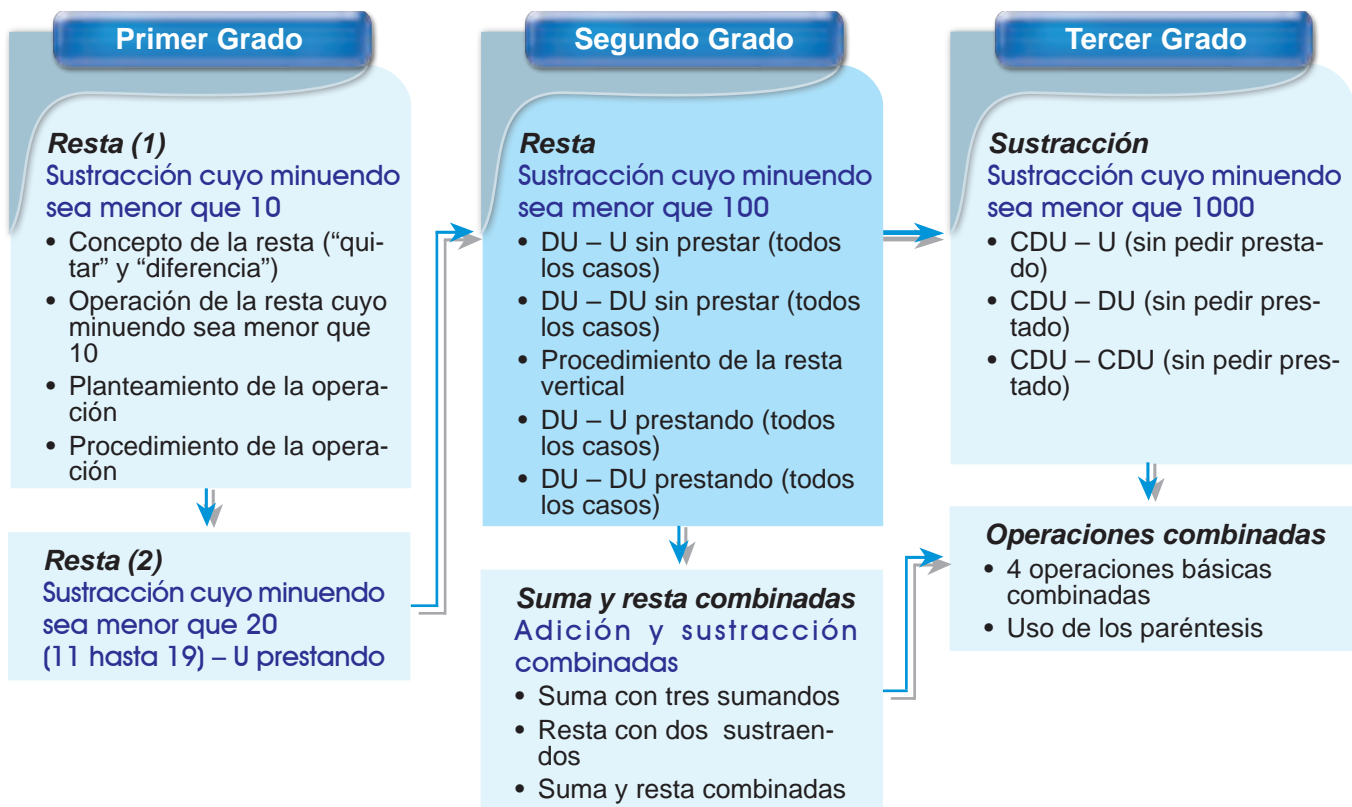 Primer Grado
Resta (1)
Sustracción cuyo minuendo
sea menor que 10
• Concepto de la resta (“qui-
tar” y “diferencia”)
• Operación de la resta cuyo
minuendo sea menor que
10
• Planteamiento de la opera-
ción
• Procedimiento de la opera-
ción
Resta (2)
Sustracción cuyo minuendo
sea menor que 20
(11 hasta 19) – U prestando
Segundo Grado
Resta
Sustracción cuyo minuendo
sea menor que 100
• DU – U sin prestar (todos
los casos)
• DU – DU sin prestar (todos
los casos)
• Procedimiento de la resta
vertical
• DU – U prestando (todos
los casos)
• DU – DU prestando (todos
los casos)
Suma y resta combinadas
Adición y sustracción
combinadas
• Suma con tres sumandos
• Resta con dos sustraen-
dos
• Suma y resta combinadas
Tercer Grado
Sustracción
Sustracción cuyo minuendo
sea menor que 1000
• CDU – U (sin pedir presta-
do)
• CDU – DU (sin pedir pres-
tado)
• CDU – CDU (sin pedir pres-
tado)
Operaciones combinadas
• 4 operaciones básicas
combinadas
• Uso de los paréntesis